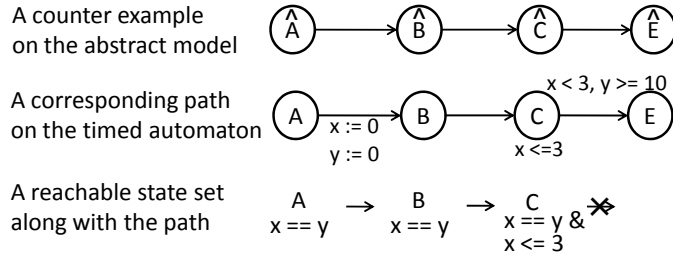 A counter example
on the abstract model
Â B̂ Ĉ Ê
A corresponding path
on the timed automaton
A B C E
x := 0
y := 0
x < 3, y >= 10
x <=3
A reachable state set
along with the path
A B C
x == y x == y x == y &
x <= 3